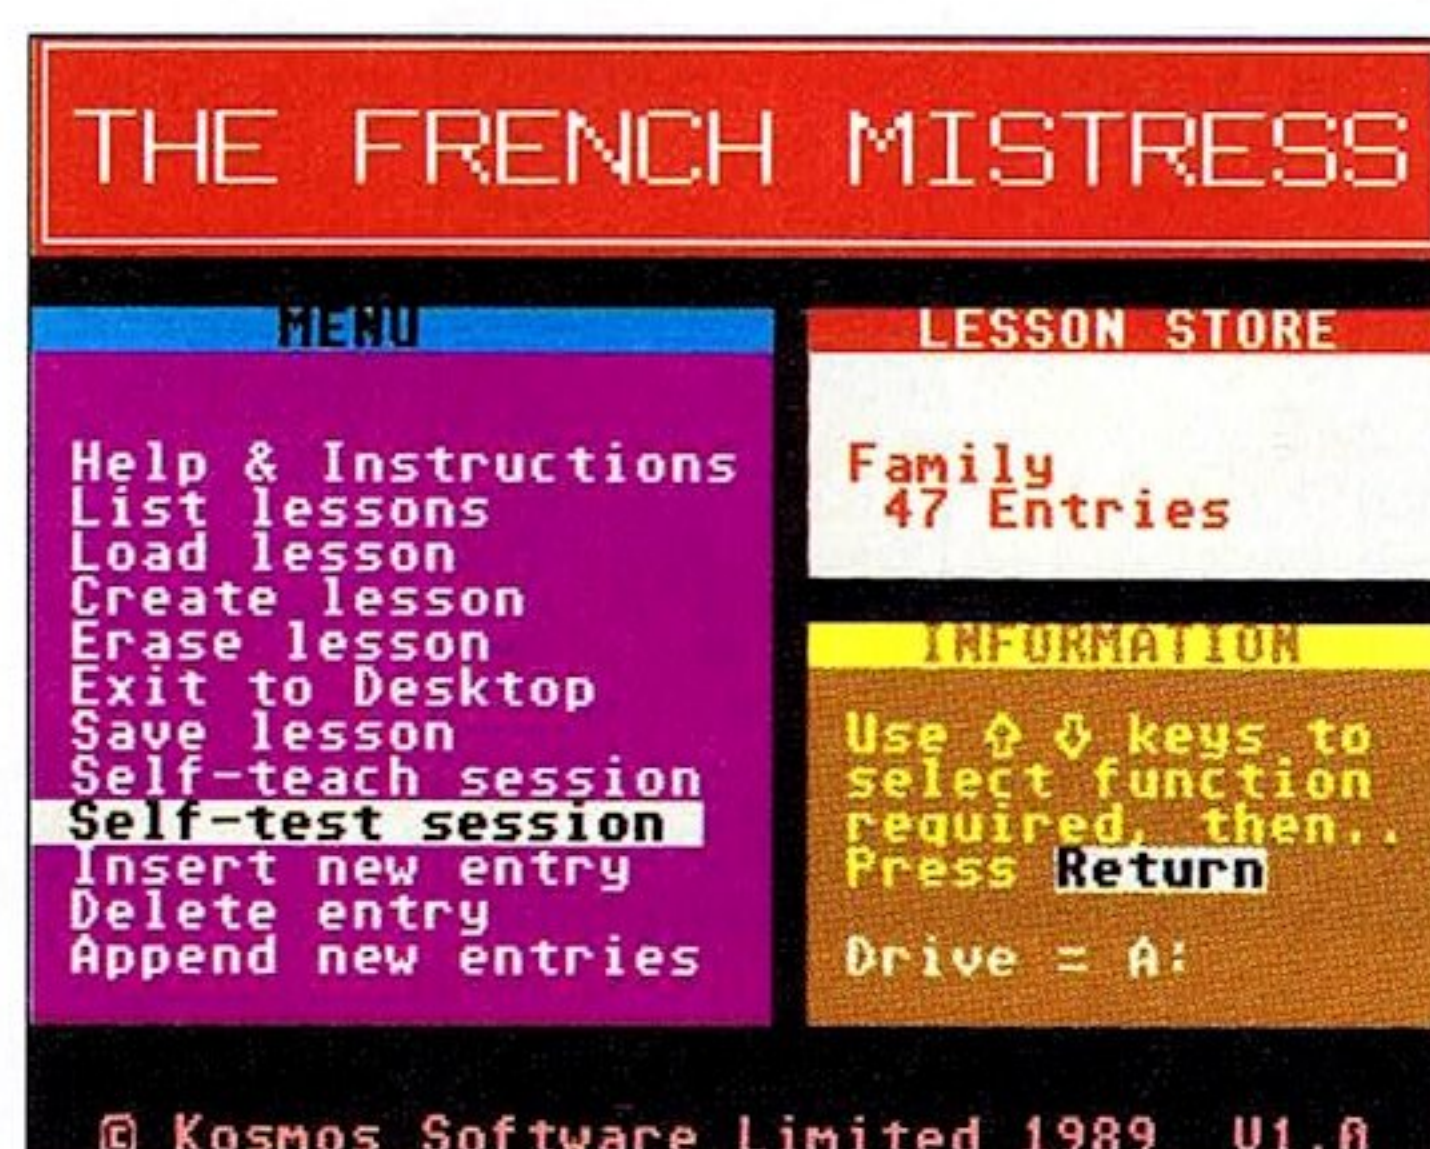 THE FRENCH MISTRESS
MENU
Help & Instructions
List lessons
Load lesson
Create lesson
Erase lesson
Exit to Desktop
Save lesson
Self-teach session
Self-test session
Insert new entry
Delete entry
Append new entries
LESSON STORE
Family
47 Entries
INFORMATION
Use ⇧ ⇩ keys to
select function
required, then..
Press Return
Drive = A:
© Kosmos Software Limited 1989 V1.0